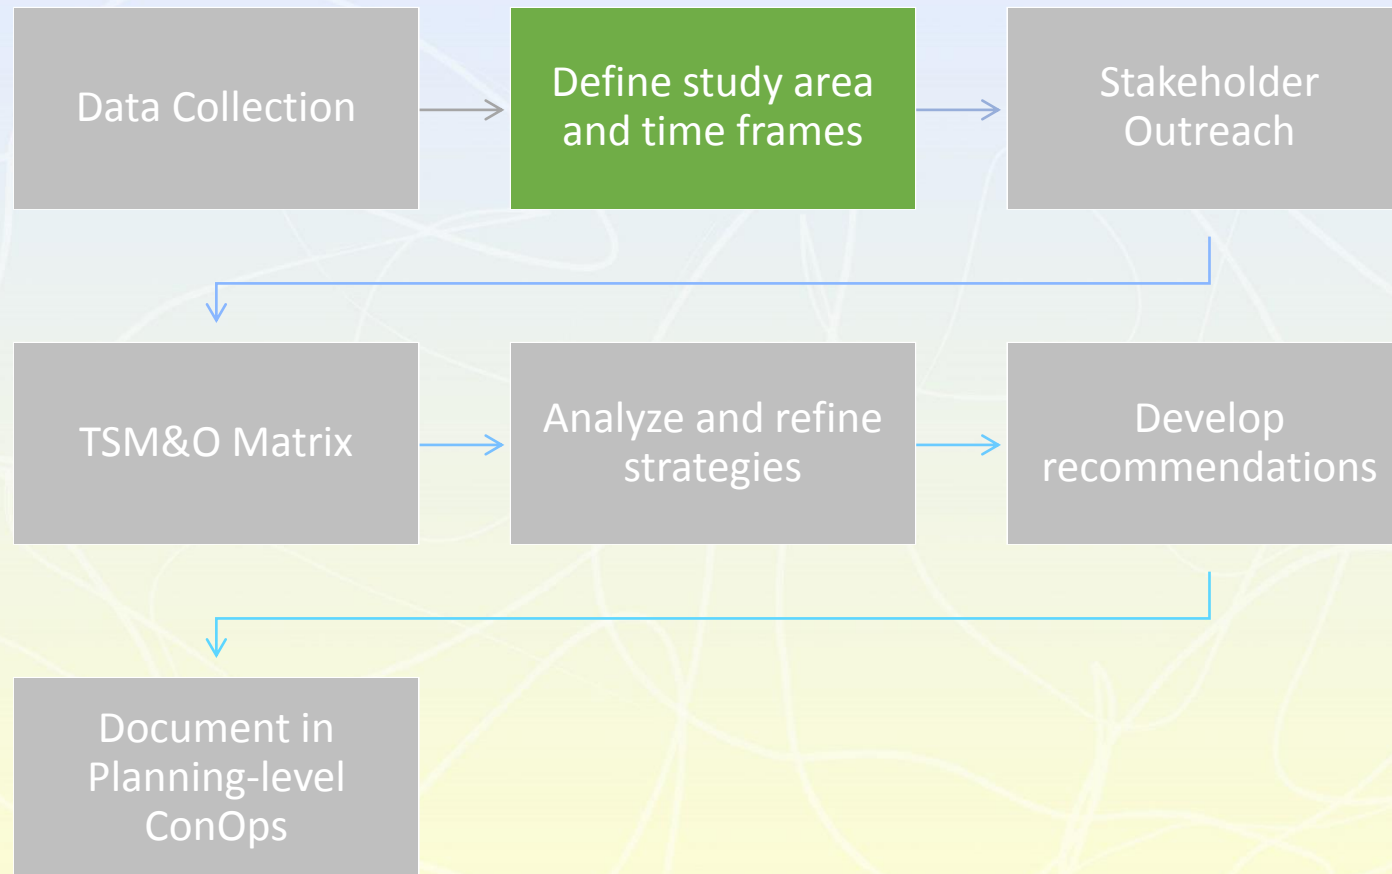 Data Collection
Define study area
and time frames
Stakeholder
Outreach
TSM&O Matrix
Analyze and refine
strategies
Develop
recommendations
Document in
Planning-level
ConOps